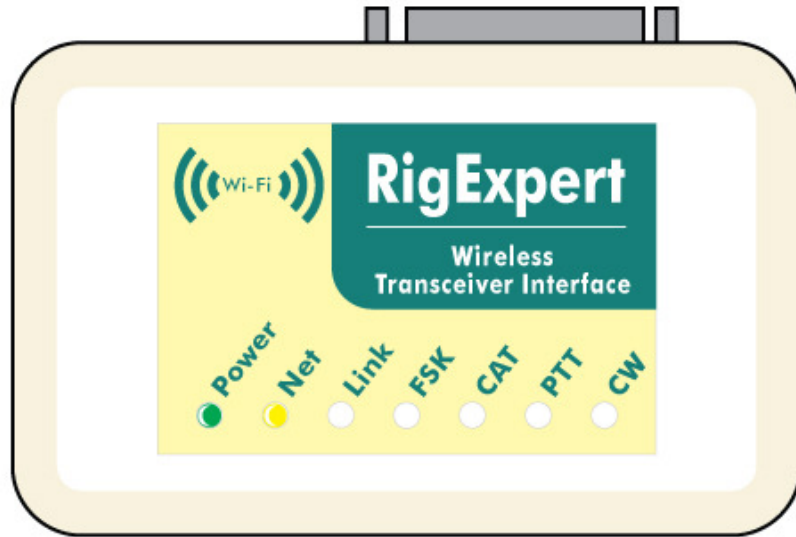 Wi-Fi
RigExpert
Wireless
Transceiver Interface
Power
Net
Link
FSK
CAT
PTT
CW